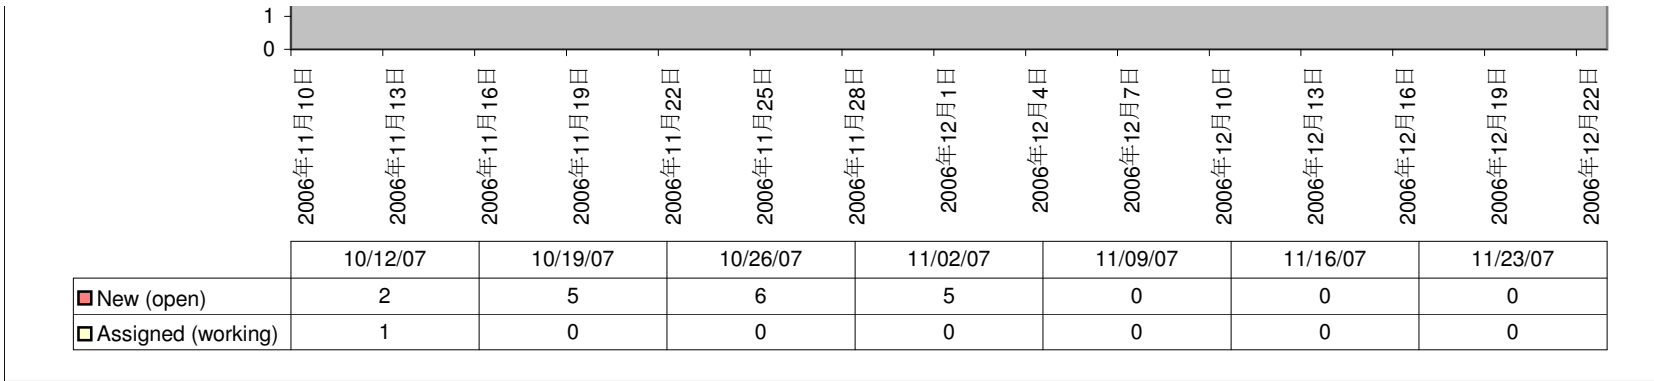 1
0
2006年11月10日
2006年11月13日
2006年11月16日
2006年11月19日
2006年11月22日
2006年11月25日
2006年11月28日
2006年12月1日
2006年12月4日
2006年12月7日
2006年12月10日
2006年12月13日
2006年12月16日
2006年12月19日
2006年12月22日
10/12/07 10/19/07 10/26/07 11/02/07 11/09/07 11/16/07 11/23/07
New (open) 2 5 6 5 0 0 0
Assigned (working) 1 0 0 0 0 0 0